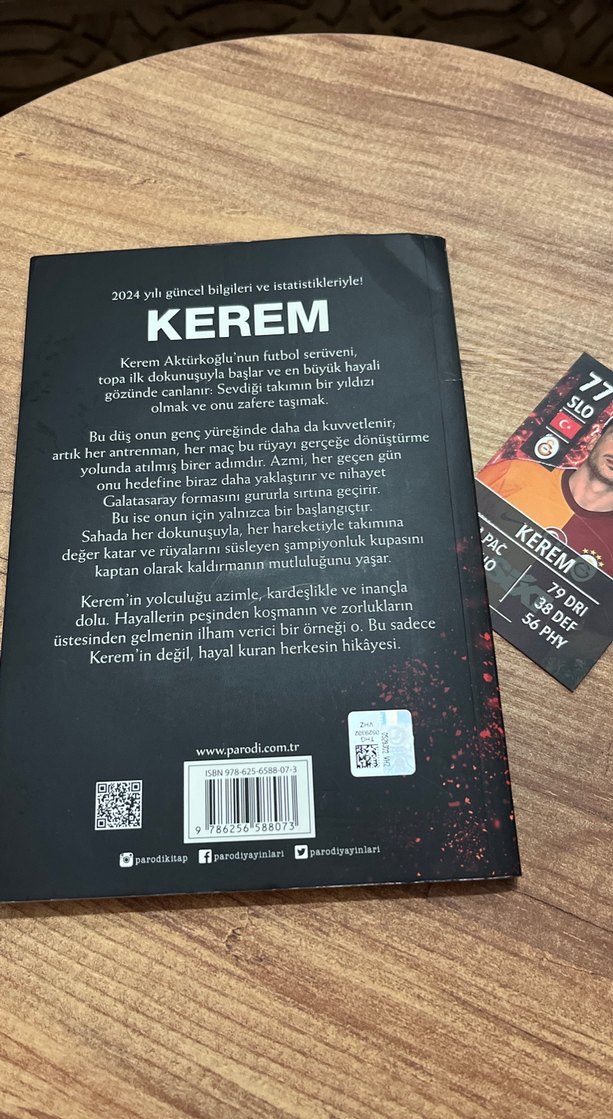 2024 yılı güncel bilgileri ve istatistikleriyle!
KEREM
Kerem Aktürkoğlu'nun futbol serüveni,
topa ilk dokunuşuyla başlar ve en büyük hayali
gözünde canlanır: Sevdiği takımın bir yıldızı
olmak ve onu zafere taşımak.
Bu düş onun genç yüreğinde daha da kuvvetlenir;
artık her antrenman, her maç bu rüyayı gerçeğe dönüştürme
yolunda atılmış birer adımdır. Azmi, her geçen gün
onu hedefine biraz daha yaklaştırır ve nihayet
Galatasaray formasını gururla sırtına geçirir.
Bu ise onun için yalnızca bir başlangıçtır.
Sahada her dokunuşuyla, her hareketiyle takımına
değer katar ve rüyalarını süsleyen şampiyonluk kupasını
kaptan olarak kaldırmanın mutluluğunu yaşar.
Kerem'in yolculuğu azimle, kardeşlikle ve inançla
dolu. Hayallerin peşinden koşmanın ve zorlukların
üstesinden gelmenin ilham verici bir örneği o. Bu sadece
Kerem'in değil, hayal kuran herkesin hikâyesi.
www.parodi.com.tr
ISBN 978-625-6588-07-3
9 786256 588073
parodikitap
parodiyayinlari
parodiyayinlari
THG
VHZ
77
SLO
KEREM
PAC
79 DRI
38 DEF
56 PHY